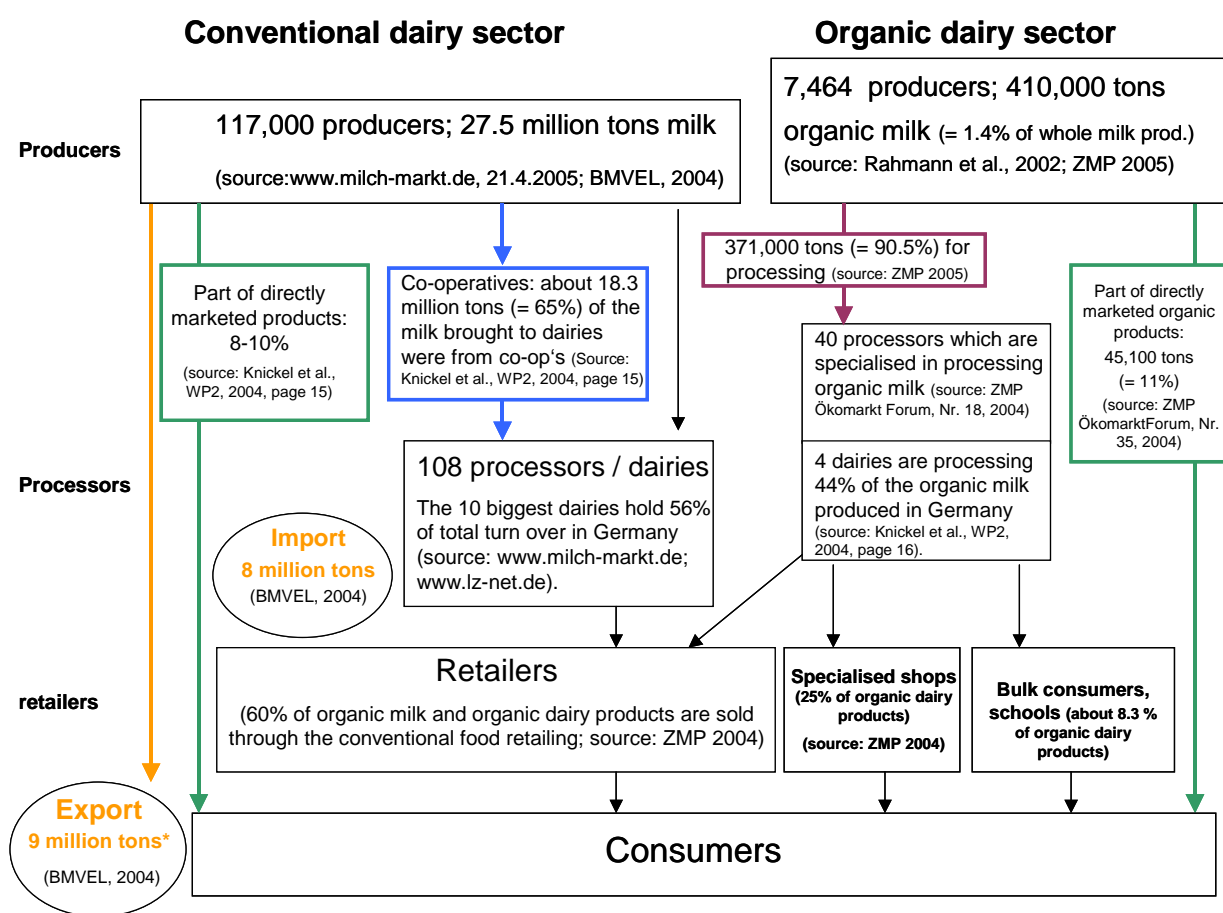 Conventional dairy sector
Organic dairy sector
Producers
117,000 producers; 27.5 million tons milk
(source:www.milch-markt.de, 21.4.2005; BMVEL, 2004)
7,464 producers; 410,000 tons
organic milk (= 1.4% of whole milk prod.)
(source: Rahmann et al., 2002; ZMP 2005)
Part of directly
marketed products:
8-10%
(source: Knickel et al.,
WP2, 2004, page 15)
Co-operatives: about 18.3
million tons (= 65%) of the
milk brought to dairies
were from co-op‘s (Source:
Knickel et al., WP2, 2004, page 15)
371,000 tons (= 90.5%) for
processing (source: ZMP 2005)
40 processors which are
specialised in processing
organic milk (source: ZMP
Ökomarkt Forum, Nr. 18, 2004)
Part of directly
marketed organic
products:
45,100 tons
(= 11%)
(source: ZMP
ÖkomarktForum, Nr.
35, 2004)
Processors
108 processors / dairies
The 10 biggest dairies hold 56%
of total turn over in Germany
(source: www.milch-markt.de;
www.lz-net.de).
4 dairies are processing
44% of the organic milk
produced in Germany
(source: Knickel et al., WP2,
2004, page 16).
Import
8 million tons
(BMVEL, 2004)
retailers
Retailers
(60% of organic milk and organic dairy products are sold
through the conventional food retailing; source: ZMP 2004)
Specialised shops
(25% of organic dairy
products)
(source: ZMP 2004)
Bulk consumers,
schools (about 8.3 %
of organic dairy
products)
Export
9 million tons*
(BMVEL, 2004)
Consumers